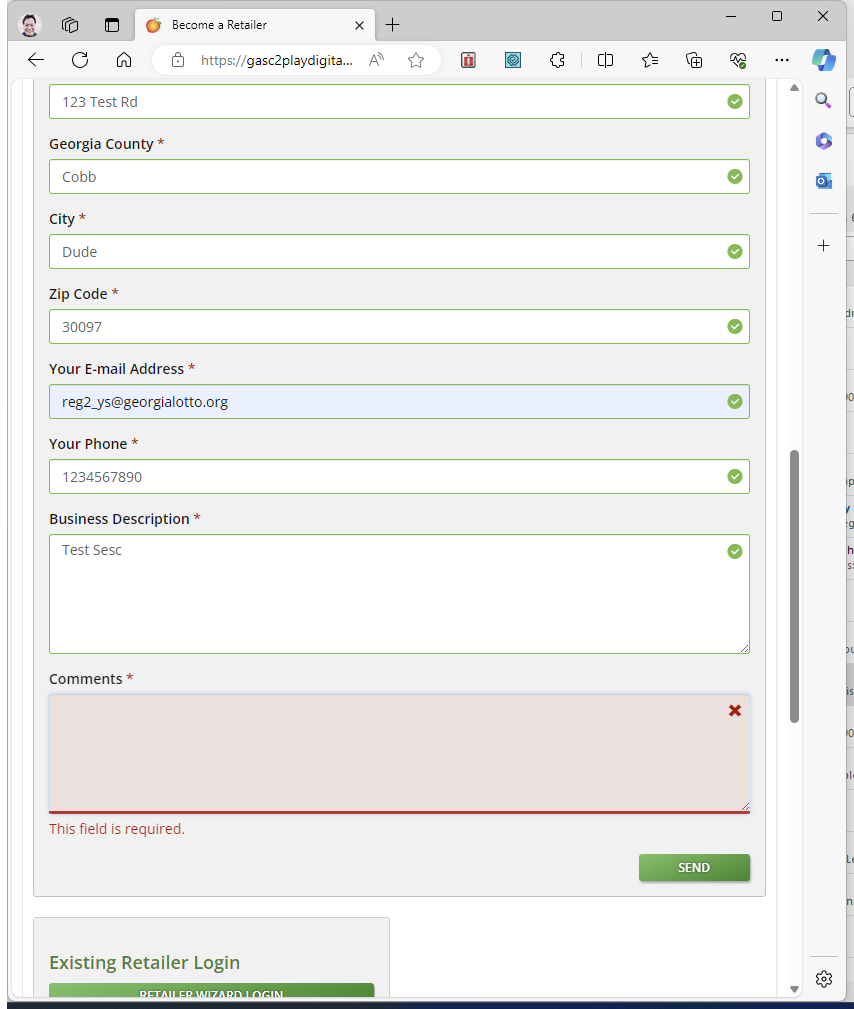 Become a Retailer
https://gasc2playdigita...
123 Test Rd
Georgia County *
Cobb
City *
Dude
Zip Code *
30097
Your E-mail Address *
reg2_ys@georgialotto.org
Your Phone *
1234567890
Business Description *
Test Sesc
Comments *
This field is required.
SEND
Existing Retailer Login
RETAILER WIZARD LOGIN